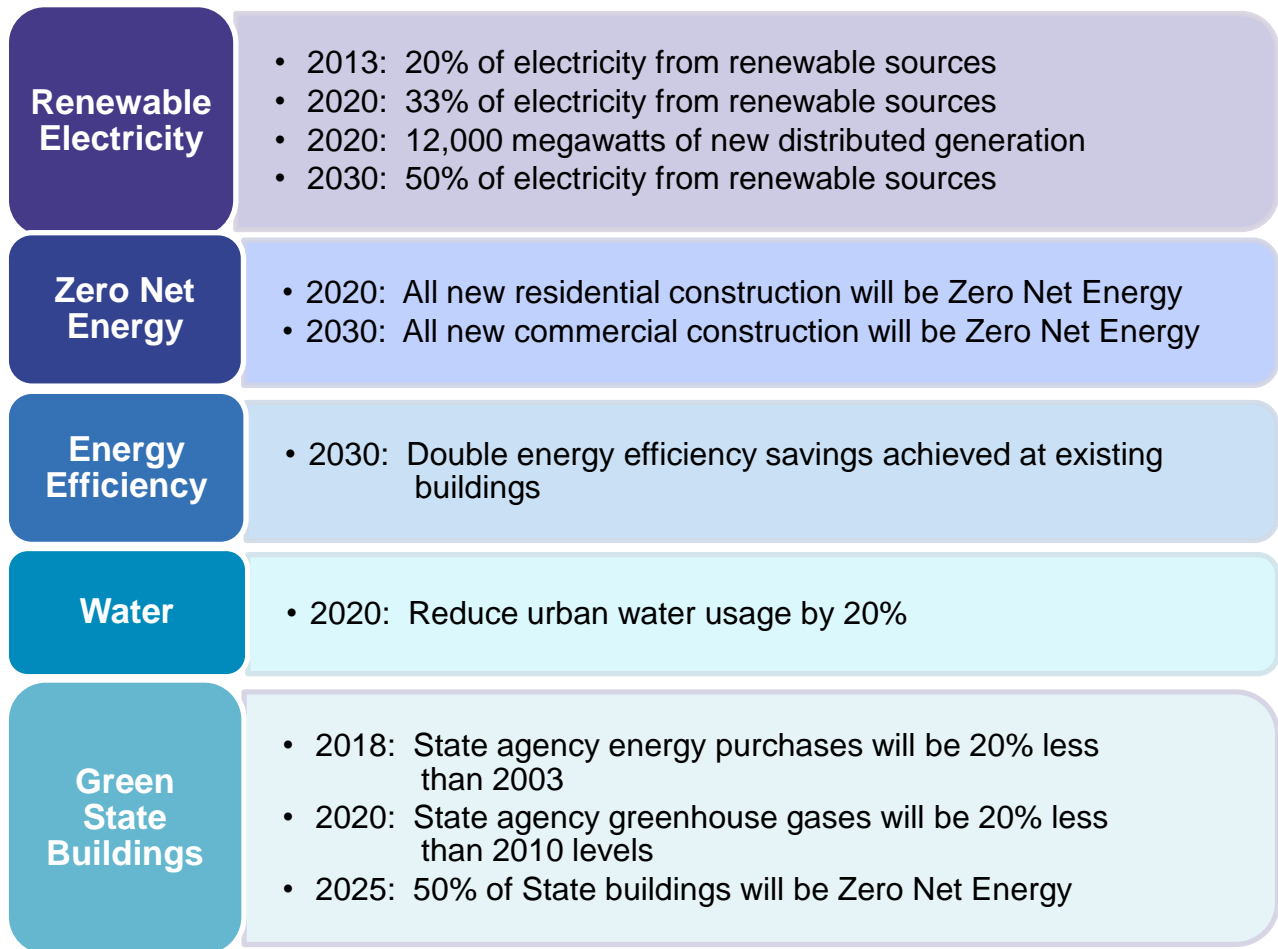 Renewable
Electricity
• 2013: 20% of electricity from renewable sources
• 2020: 33% of electricity from renewable sources
• 2020: 12,000 megawatts of new distributed generation
• 2030: 50% of electricity from renewable sources
Zero Net
Energy
• 2020: All new residential construction will be Zero Net Energy
• 2030: All new commercial construction will be Zero Net Energy
Energy
Efficiency
• 2030: Double energy efficiency savings achieved at existing
buildings
Water
• 2020: Reduce urban water usage by 20%
Green
State
Buildings
• 2018: State agency energy purchases will be 20% less
than 2003
• 2020: State agency greenhouse gases will be 20% less
than 2010 levels
• 2025: 50% of State buildings will be Zero Net Energy